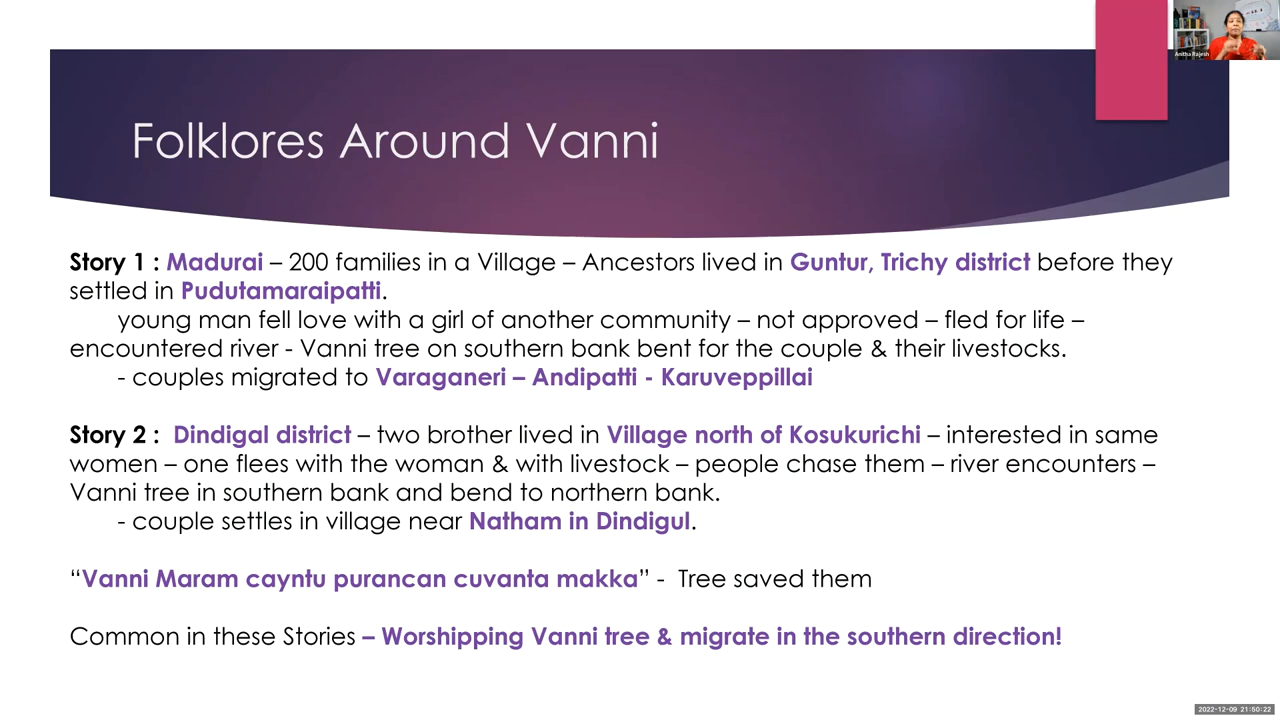 Anitha Rajesh
Folklores Around Vanni
Story 1 : Madurai – 200 families in a Village – Ancestors lived in Guntur, Trichy district before they
settled in Pudutamaraipatti.
young man fell love with a girl of another community – not approved – fled for life –
encountered river - Vanni tree on southern bank bent for the couple & their livestocks.
- couples migrated to Varaganeri – Andipatti - Karuveppillai
Story 2 : Dindigal district – two brother lived in Village north of Kosukurichi – interested in same
women – one flees with the woman & with livestock – people chase them – river encounters –
Vanni tree in southern bank and bend to northern bank.
- couple settles in village near Natham in Dindigul.
“Vanni Maram cayntu purancan cuvanta makka” - Tree saved them
Common in these Stories – Worshipping Vanni tree & migrate in the southern direction!
2022-12-09 21:50:22